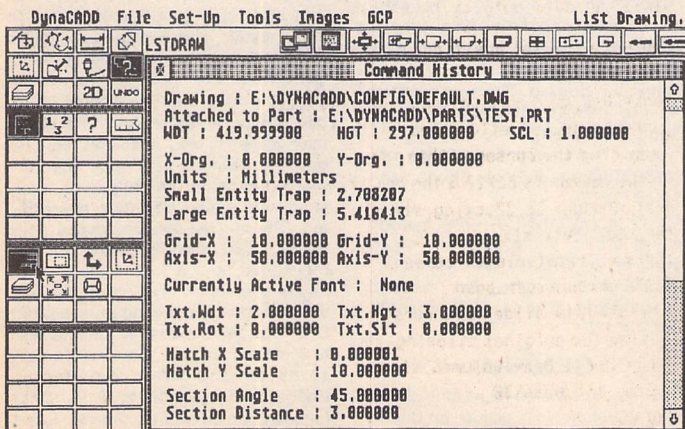 DynaCADD File Set-Up Tools Images GCP List Drawing.
LSTDRAW
2D UNDO
1 2 3 ?
Command History
Drawing : E:\DYNACADD\CONFIG\DEFAULT.DWG
Attached to Part : E:\DYNACADD\PARTS\TEST.PRT
WDT : 419.999900 HGT : 297.000000 SCL : 1.000000
X-Org. : 0.000000 Y-Org. : 0.000000
Units : Millimeters
Small Entity Trap : 2.708207
Large Entity Trap : 5.416413
Grid-X : 10.000000 Grid-Y : 10.000000
Axis-X : 50.000000 Axis-Y : 50.000000
Currently Active Font : None
Txt.Wdt : 2.000000 Txt.Hgt : 3.000000
Txt.Rot : 0.000000 Txt.Slt : 0.000000
Hatch X Scale : 0.000001
Hatch Y Scale : 10.000000
Section Angle : 45.000000
Section Distance : 3.000000